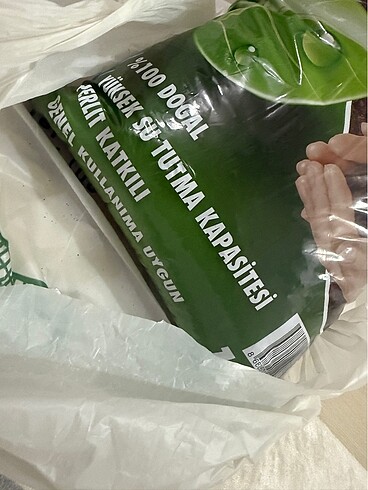 %100 DOĞAL
YÜKSEK SU TUTMA KAPASİTESİ
PERLİT KATKILI
GENEL KULLANIMA UYGUN